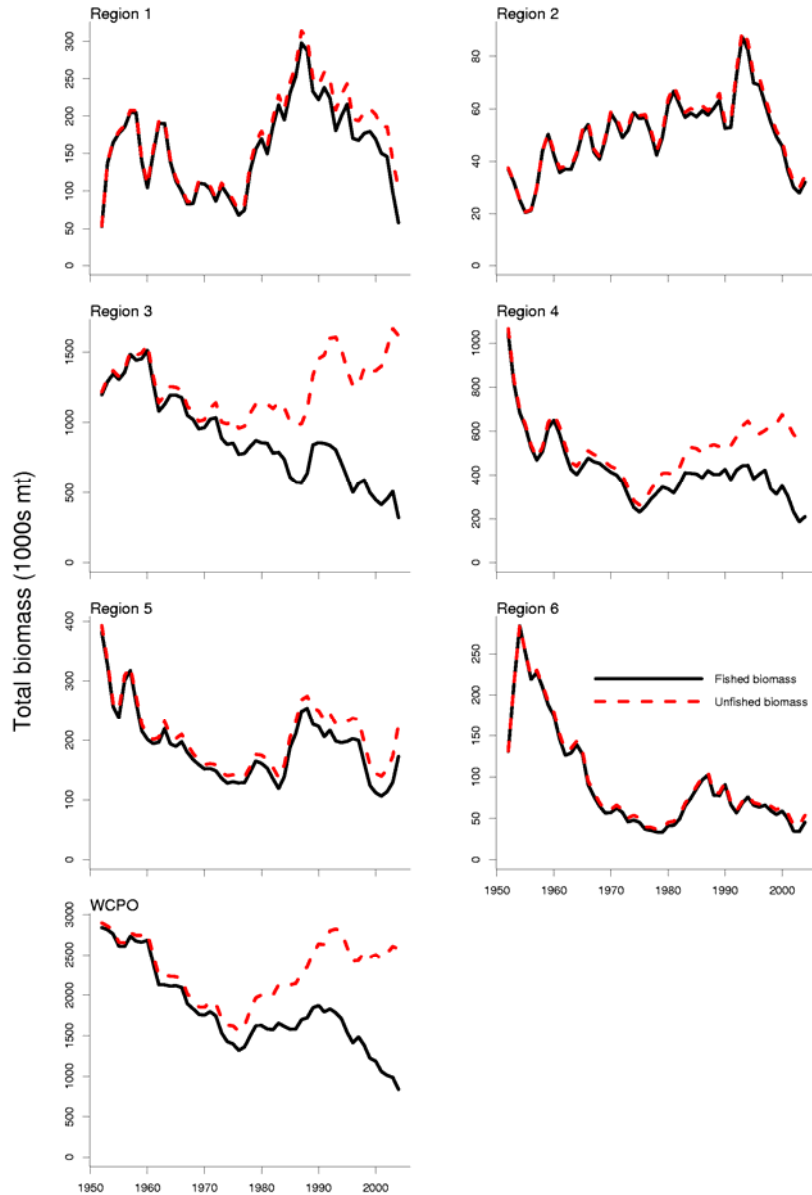 Total biomass (1000s mt)
Region 1
0 50 100 150 200 250 300
Region 2
0 20 40 60 80
Region 3
0 500 1000 1500
Region 4
0 200 400 600 800 1000
Region 5
0 100 200 300 400
Region 6
0 50 100 150 200 250
Fished biomass
Unfished biomass
1950 1960 1970 1980 1990 2000
WCPO
0 500 1000 1500 2000 2500 3000
1950 1960 1970 1980 1990 2000